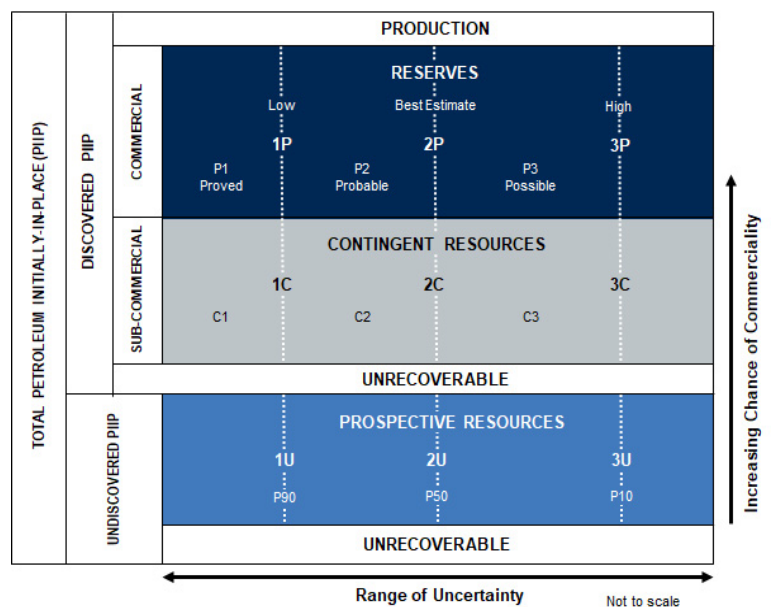 TOTAL PETROLEUM INITIALLY-IN-PLACE (PIIP)
DISCOVERED PIIP
UNDISCOVERED PIIP
COMMERCIAL
SUB-COMMERCIAL
PRODUCTION
RESERVES
Low Best Estimate High
1P 2P 3P
P1 P2 P3
Proved Probable Possible
CONTINGENT RESOURCES
1C 2C 3C
C1 C2 C3
UNRECOVERABLE
PROSPECTIVE RESOURCES
1U 2U 3U
P90 P50 P10
UNRECOVERABLE
Increasing Chance of Commerciality
Range of Uncertainty
Not to scale